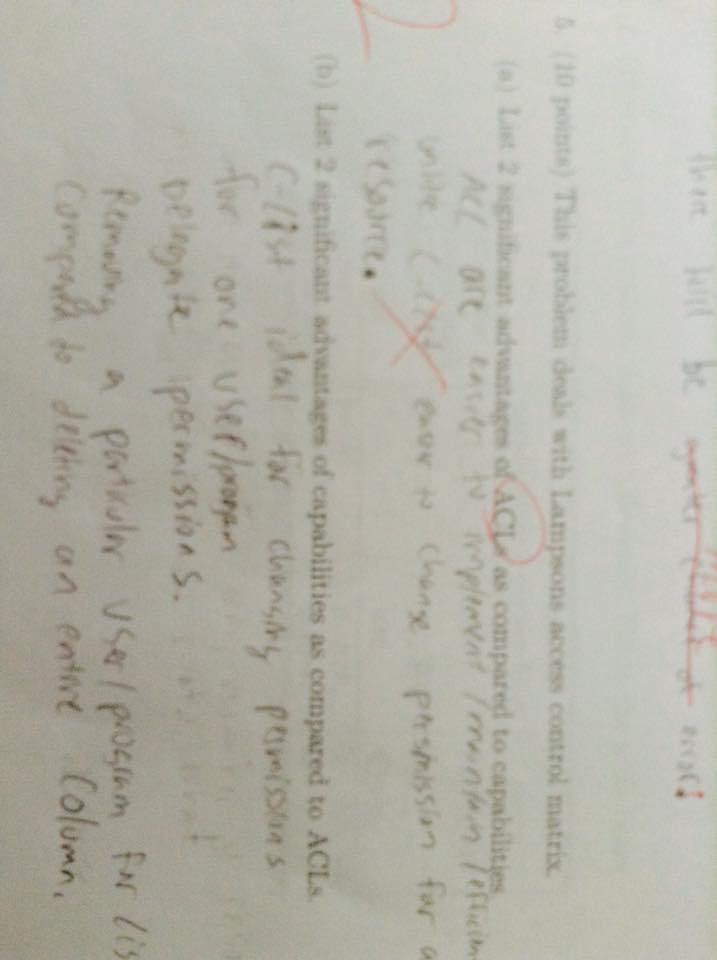 there will be error!
5. (10 points) This problem deals with Lampsons access control matrix.
(a) List 2 significant advantages of ACLs as compared to capabilities.
ACL are easier to implement / maintain /
while C-list easier to change permission for a
resource.
(b) List 2 significant advantages of capabilities as compared to ACLs.
C-list ideal for changing permissions
for one user/program
Delegate permissions.
Removing a particular user/program for
compared to deleting an entire column.